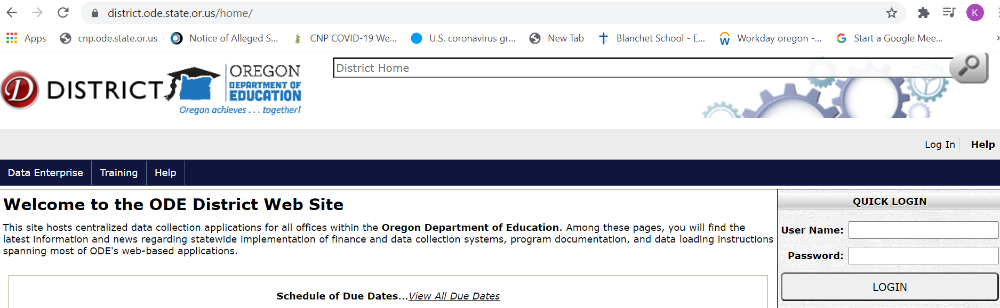 district.ode.state.or.us/home/
K
Apps
cnp.ode.state.or.us
Notice of Alleged S...
CNP COVID-19 We...
U.S. coronavirus gr...
New Tab
Blanchet School - E...
Workday oregon -...
Start a Google Mee...
D DISTRICT
OREGON
DEPARTMENT OF
EDUCATION
Oregon achieves . . . together!
District Home
Log In
Help
Data Enterprise
Training
Help
Welcome to the ODE District Web Site
This site hosts centralized data collection applications for all offices within the Oregon Department of Education. Among these pages, you will find the
latest information and news regarding statewide implementation of finance and data collection systems, program documentation, and data loading instructions
spanning most of ODE's web-based applications.
Schedule of Due Dates...View All Due Dates
QUICK LOGIN
User Name:
Password:
LOGIN